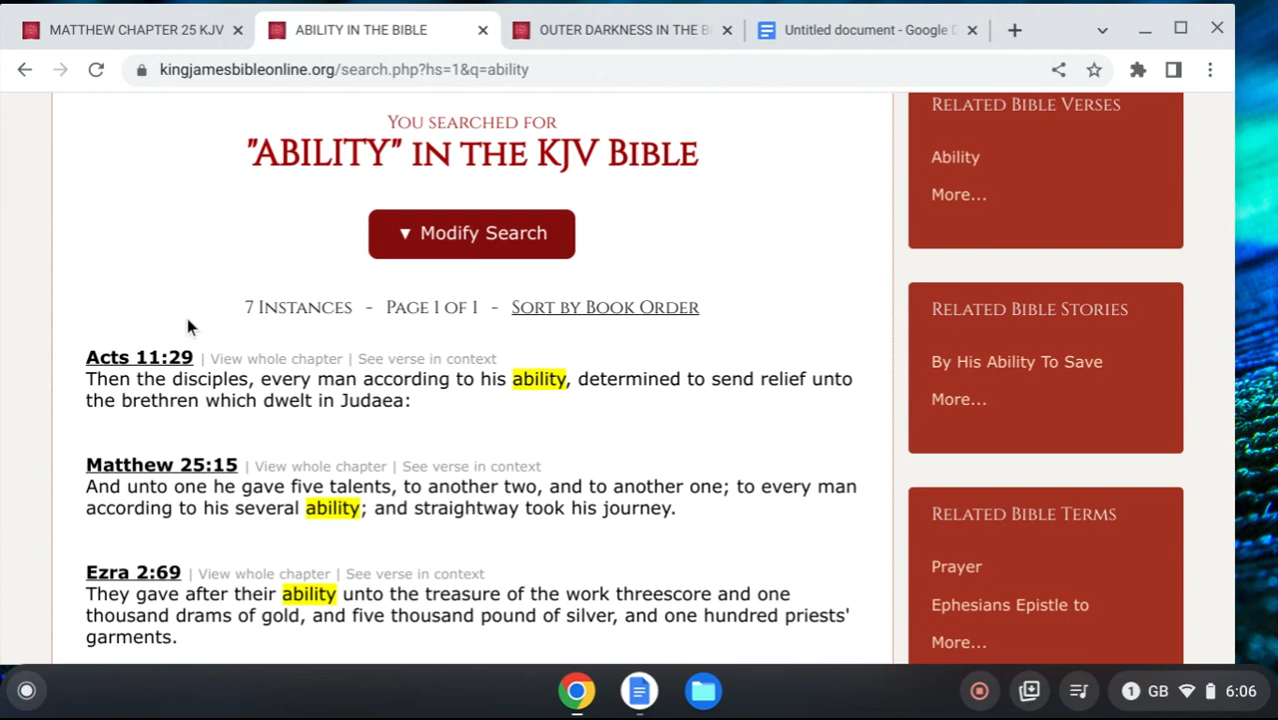 MATTHEW CHAPTER 25 KJV
ABILITY IN THE BIBLE
OUTER DARKNESS IN THE B
Untitled document - Google D
kingjamesbibleonline.org/search.php?hs=1&q=ability
You searched for
"ABILITY" IN THE KJV BIBLE
▼ Modify Search
7 Instances - Page 1 of 1 - Sort by Book Order
Acts 11:29 | View whole chapter | See verse in context
Then the disciples, every man according to his ability, determined to send relief unto
the brethren which dwelt in Judaea:
Matthew 25:15 | View whole chapter | See verse in context
And unto one he gave five talents, to another two, and to another one; to every man
according to his several ability; and straightway took his journey.
Ezra 2:69 | View whole chapter | See verse in context
They gave after their ability unto the treasure of the work threescore and one
thousand drams of gold, and five thousand pound of silver, and one hundred priests'
garments.
Related Bible Verses
Ability
More...
Related Bible Stories
By His Ability To Save
More...
Related Bible Terms
Prayer
Ephesians Epistle to
More...
1 GB 6:06